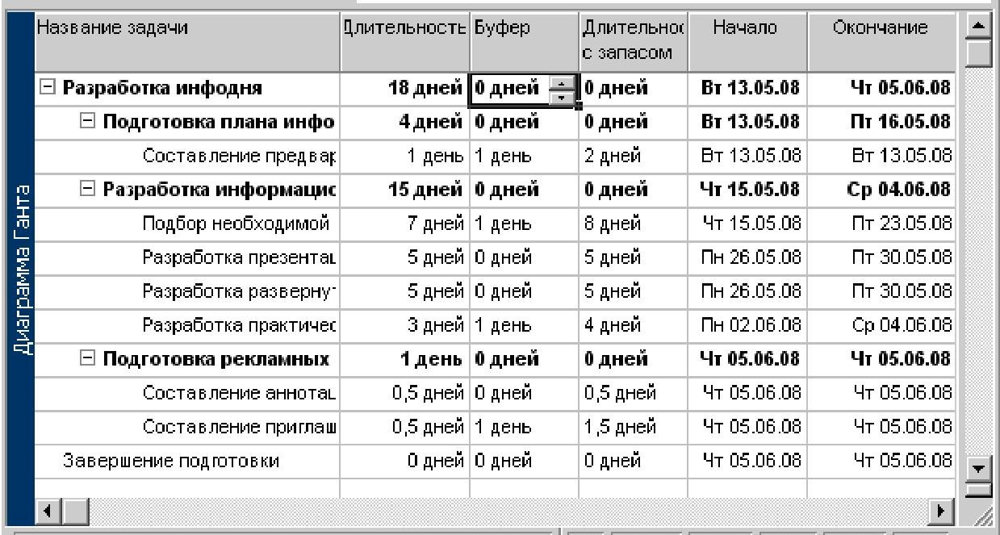 Диаграмма Ганта
Название задачи Длительность Буфер Длительнос Начало Окончание
с запасом
Разработка инфодня 18 дней 0 дней 0 дней Вт 13.05.08 Чт 05.06.08
Подготовка плана инфо 4 дней 0 дней 0 дней Вт 13.05.08 Пт 16.05.08
Составление предвар 1 день 1 день 2 дней Вт 13.05.08 Вт 13.05.08
Разработка информацис 15 дней 0 дней 0 дней Чт 15.05.08 Ср 04.06.08
Подбор необходимой 7 дней 1 день 8 дней Чт 15.05.08 Пт 23.05.08
Разработка презентац 5 дней 0 дней 5 дней Пн 26.05.08 Пт 30.05.08
Разработка разверну 5 дней 0 дней 5 дней Пн 26.05.08 Пт 30.05.08
Разработка практичес 3 дней 1 день 4 дней Пн 02.06.08 Ср 04.06.08
Подготовка рекламных 1 день 0 дней 0 дней Чт 05.06.08 Чт 05.06.08
Составление аннотац 0,5 дней 0 дней 0,5 дней Чт 05.06.08 Чт 05.06.08
Составление приглаш 0,5 дней 1 день 1,5 дней Чт 05.06.08 Чт 05.06.08
Завершение подготовки 0 дней 0 дней 0 дней Чт 05.06.08 Чт 05.06.08